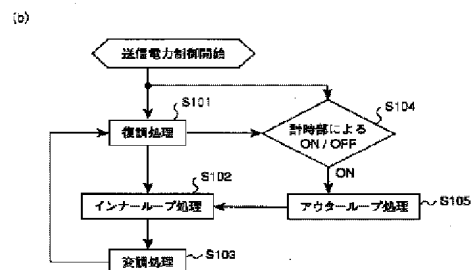 (b)
送信電力制御開始
S101
復調処理
S104
計時部による
ON / OFF
ON
S102
インナーループ処理
アウターループ処理
S105
変調処理
S103